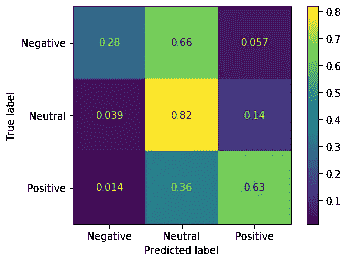 0.8
Negative 0.28 0.66 0.057
0.7
0.6
0.5
True label
Neutral 0.039 0.82 0.14
0.4
0.3
Positive 0.014 0.36 0.63
0.2
0.1
Negative Neutral Positive
Predicted label